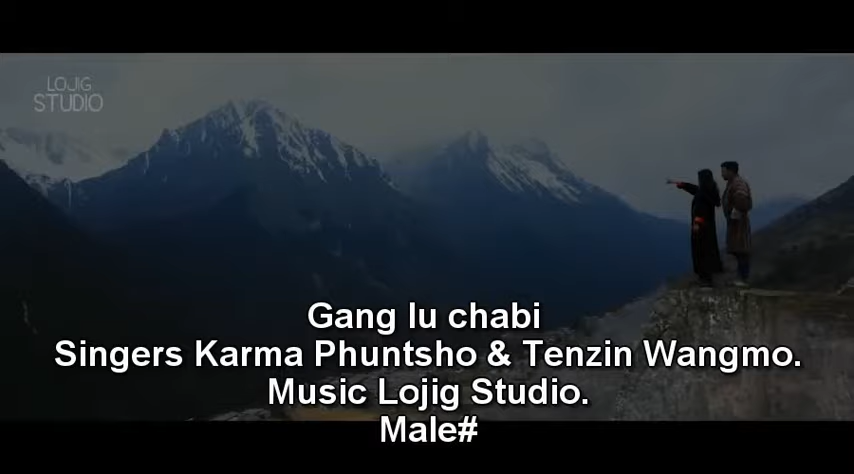 LOJIG
STUDIO
Gang lu chabi
Singers Karma Phuntsho & Tenzin Wangmo.
Music Lojig Studio.
Male#